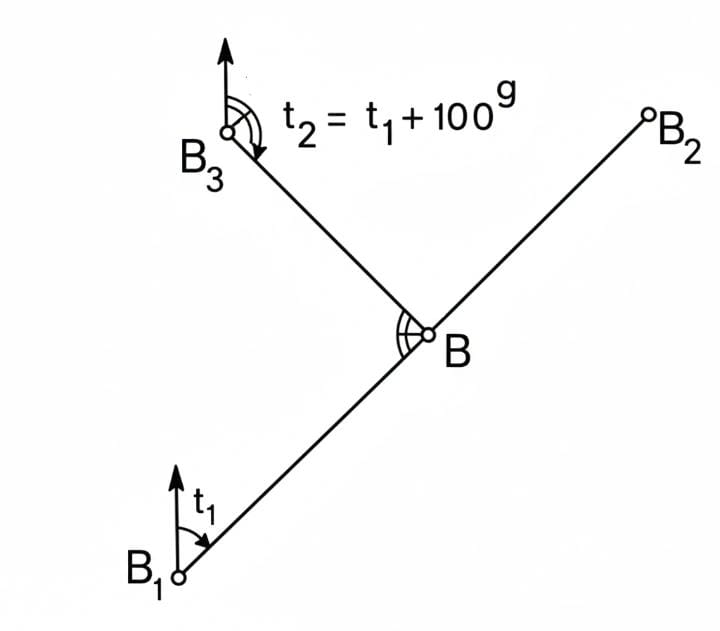 t₂ = t₁ + 100ᵍ
B₂
B₃
B
t₁
B₁